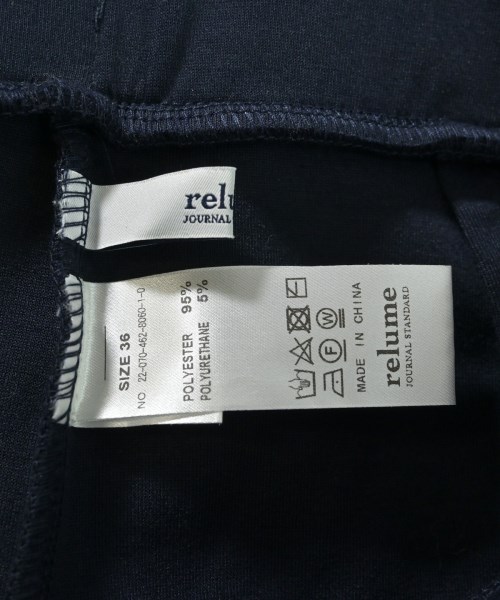 relu
JOURNAL S
SIZE 36
NO. 22-070-462-8060-1-0
POLYESTER 95%
POLYURETHANE 5%
W
MADE IN CHINA
relume
JOURNAL STANDARD